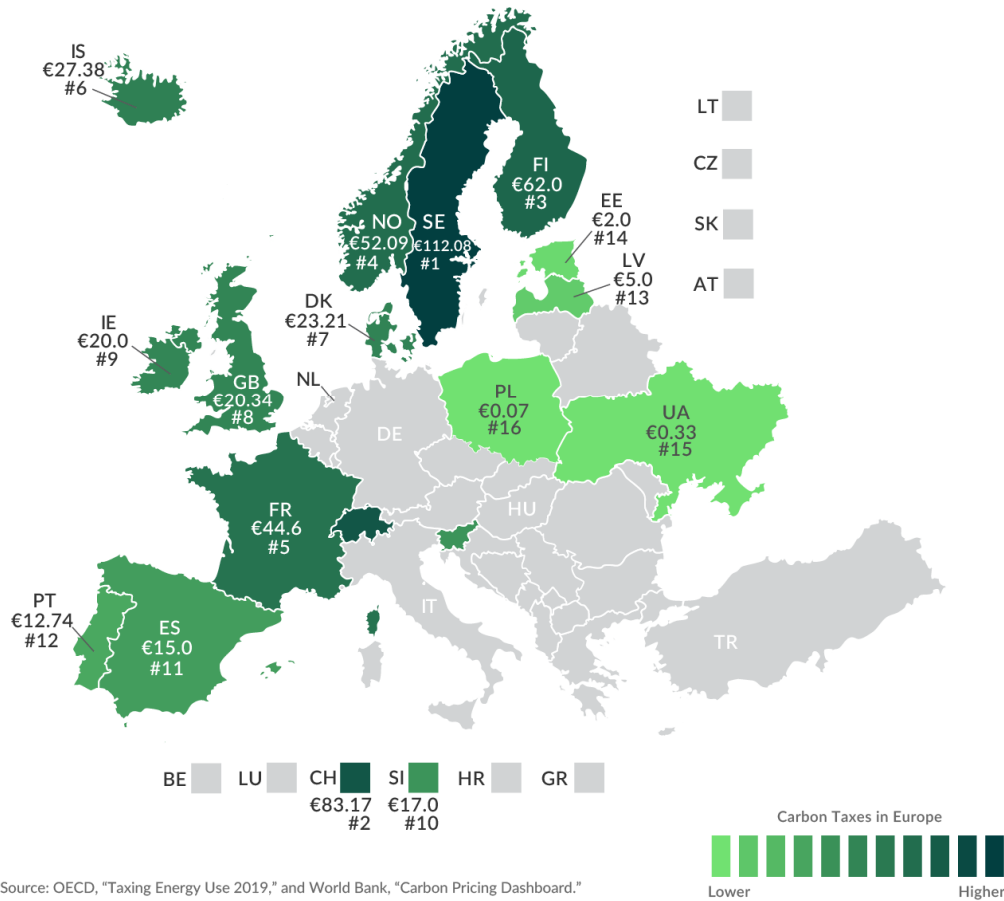 IS
€27.38
#6
LT
CZ
SK
AT
FI
€62.0
#3
EE
€2.0
#14
NO
€52.09
#4
SE
€112.08
#1
LV
€5.0
#13
DK
€23.21
#7
IE
€20.0
#9
NL
GB
€20.34
#8
PL
€0.07
#16
UA
€0.33
#15
DE
FR
€44.6
#5
HU
PT
€12.74
#12
ES
€15.0
#11
IT
TR
BE
LU
CH
€83.17
#2
SI
€17.0
#10
HR
GR
Carbon Taxes in Europe
Lower
Higher
Source: OECD, “Taxing Energy Use 2019,” and World Bank, “Carbon Pricing Dashboard.”